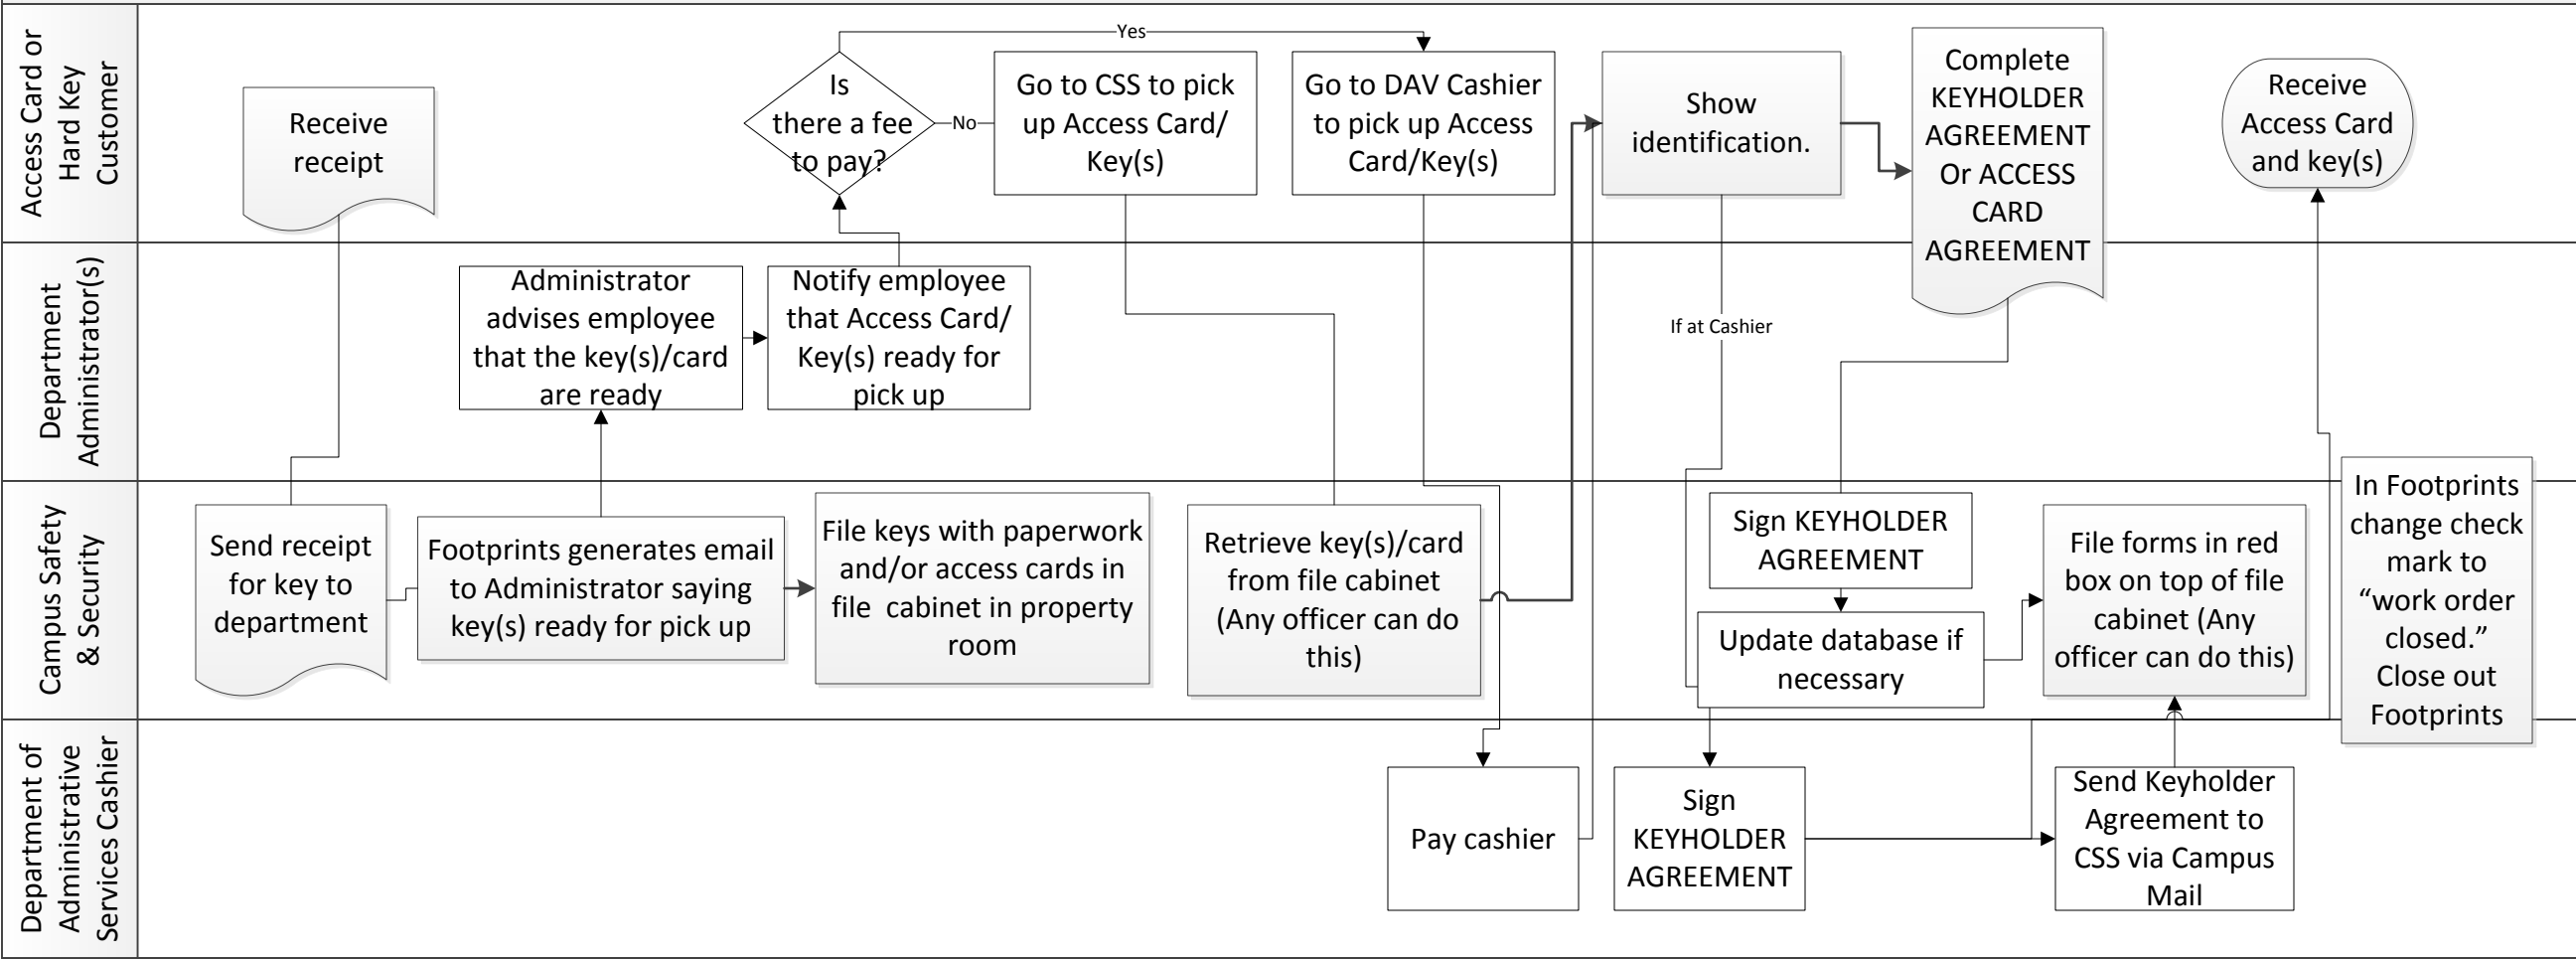 Access Card or
Hard Key
Customer
Receive
receipt
Is
there a fee
to pay?
Yes
No
Go to CSS to pick
up Access Card/
Key(s)
Go to DAV Cashier
to pick up Access
Card/Key(s)
Show
identification.
Complete
KEYHOLDER
AGREEMENT
Or ACCESS
CARD
AGREEMENT
Receive
Access Card
and key(s)
Department
Administrator(s)
Administrator
advises employee
that the key(s)/card
are ready
Notify employee
that Access Card/
Key(s) ready for
pick up
If at Cashier
Campus Safety
& Security
Send receipt
for key to
department
Footprints generates email
to Administrator saying
key(s) ready for pick up
File keys with paperwork
and/or access cards in
file cabinet in property
room
Retrieve key(s)/card
from file cabinet
(Any officer can do
this)
Sign KEYHOLDER
AGREEMENT
Update database if
necessary
File forms in red
box on top of file
cabinet (Any
officer can do this)
In Footprints
change check
mark to
“work order
closed.”
Close out
Footprints
Department of
Administrative
Services Cashier
Pay cashier
Sign
KEYHOLDER
AGREEMENT
Send Keyholder
Agreement to
CSS via Campus
Mail